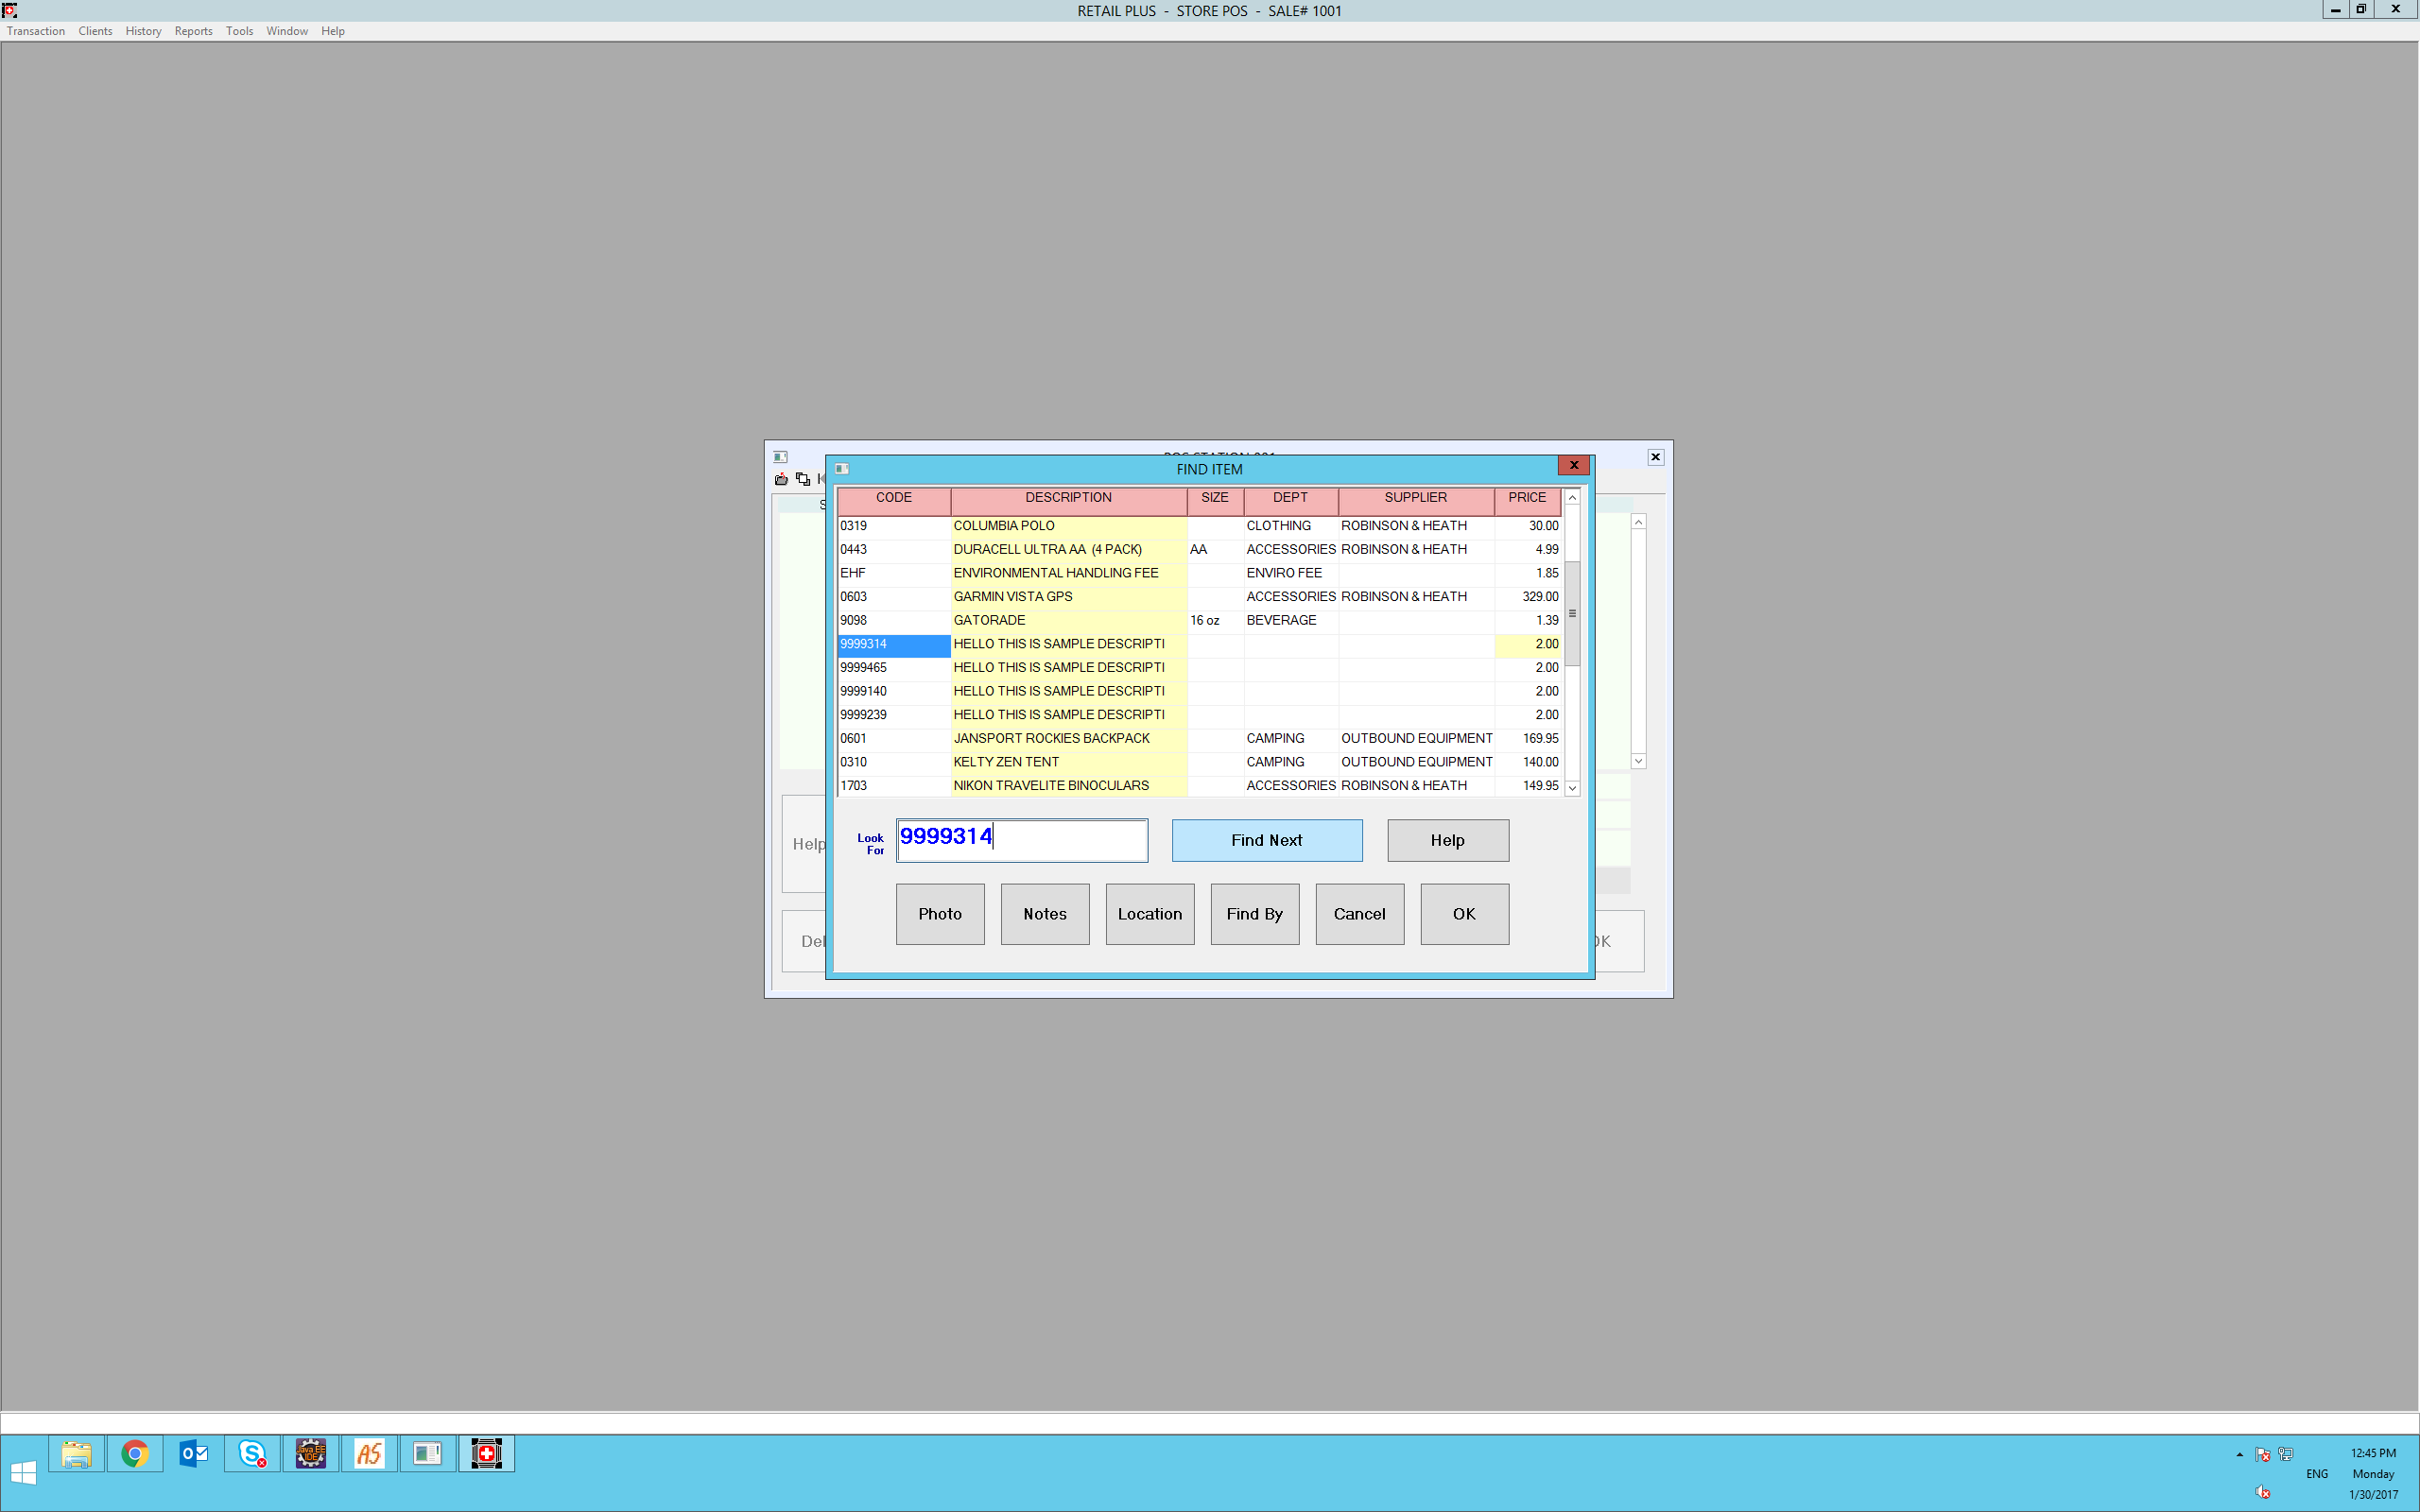 RETAIL PLUS - STORE POS - SALE# 1001
Transaction Clients History Reports Tools Window Help
FIND ITEM
CODE DESCRIPTION SIZE DEPT SUPPLIER PRICE
0319 COLUMBIA POLO CLOTHING ROBINSON & HEATH 30.00
0443 DURACELL ULTRA AA (4 PACK) AA ACCESSORIES ROBINSON & HEATH 4.99
EHF ENVIRONMENTAL HANDLING FEE ENVIRO FEE 1.85
0603 GARMIN VISTA GPS ACCESSORIES ROBINSON & HEATH 329.00
9098 GATORADE 16 oz BEVERAGE 1.39
9999314 HELLO THIS IS SAMPLE DESCRIPTI 2.00
9999465 HELLO THIS IS SAMPLE DESCRIPTI 2.00
9999140 HELLO THIS IS SAMPLE DESCRIPTI 2.00
9999239 HELLO THIS IS SAMPLE DESCRIPTI 2.00
0601 JANSPORT ROCKIES BACKPACK CAMPING OUTBOUND EQUIPMENT 169.95
0310 KELTY ZEN TENT CAMPING OUTBOUND EQUIPMENT 140.00
1703 NIKON TRAVELITE BINOCULARS ACCESSORIES ROBINSON & HEATH 149.95
Look For 9999314 Find Next Help
Photo Notes Location Find By Cancel OK
Help
Del
OK
12:45 PM
ENG Monday
1/30/2017